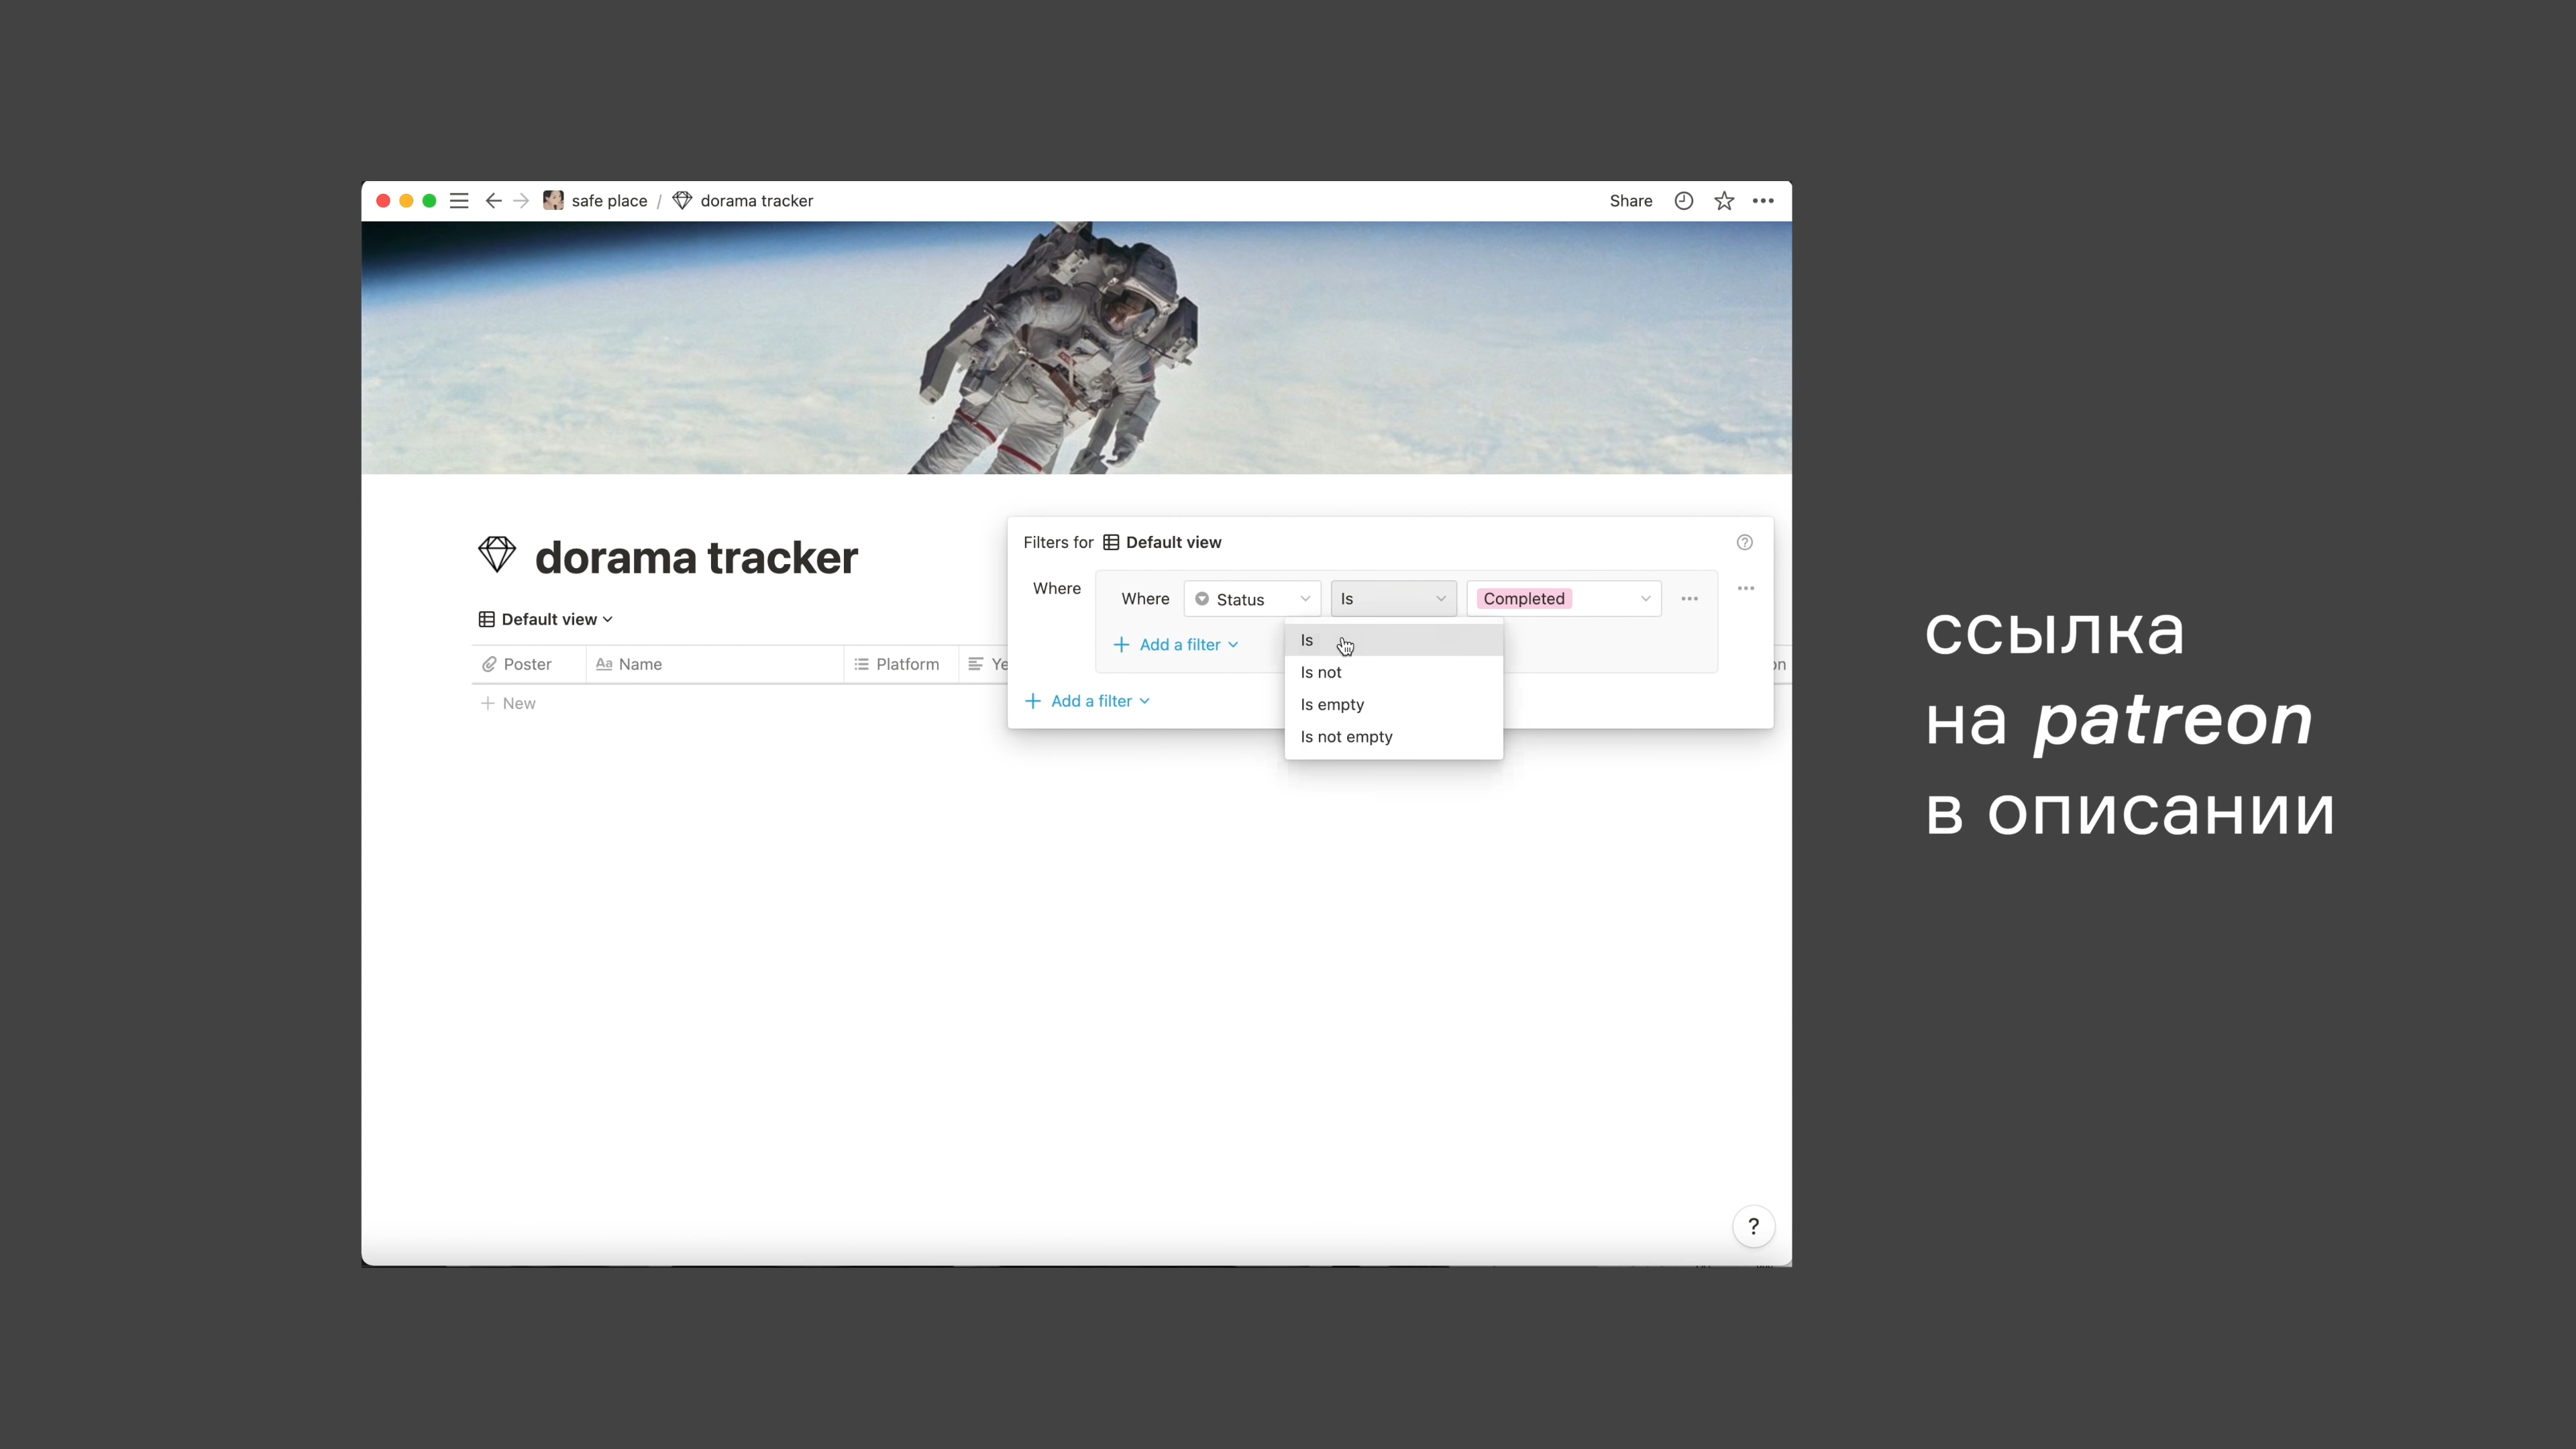 safe place / dorama tracker
Share
dorama tracker
Filters for Default view
Where
Where Status Is Completed
Default view
Add a filter
Is
Is not
Is empty
Is not empty
Poster Aa Name Platform
Add a filter
New
?
ссылка
на patreon
в описании